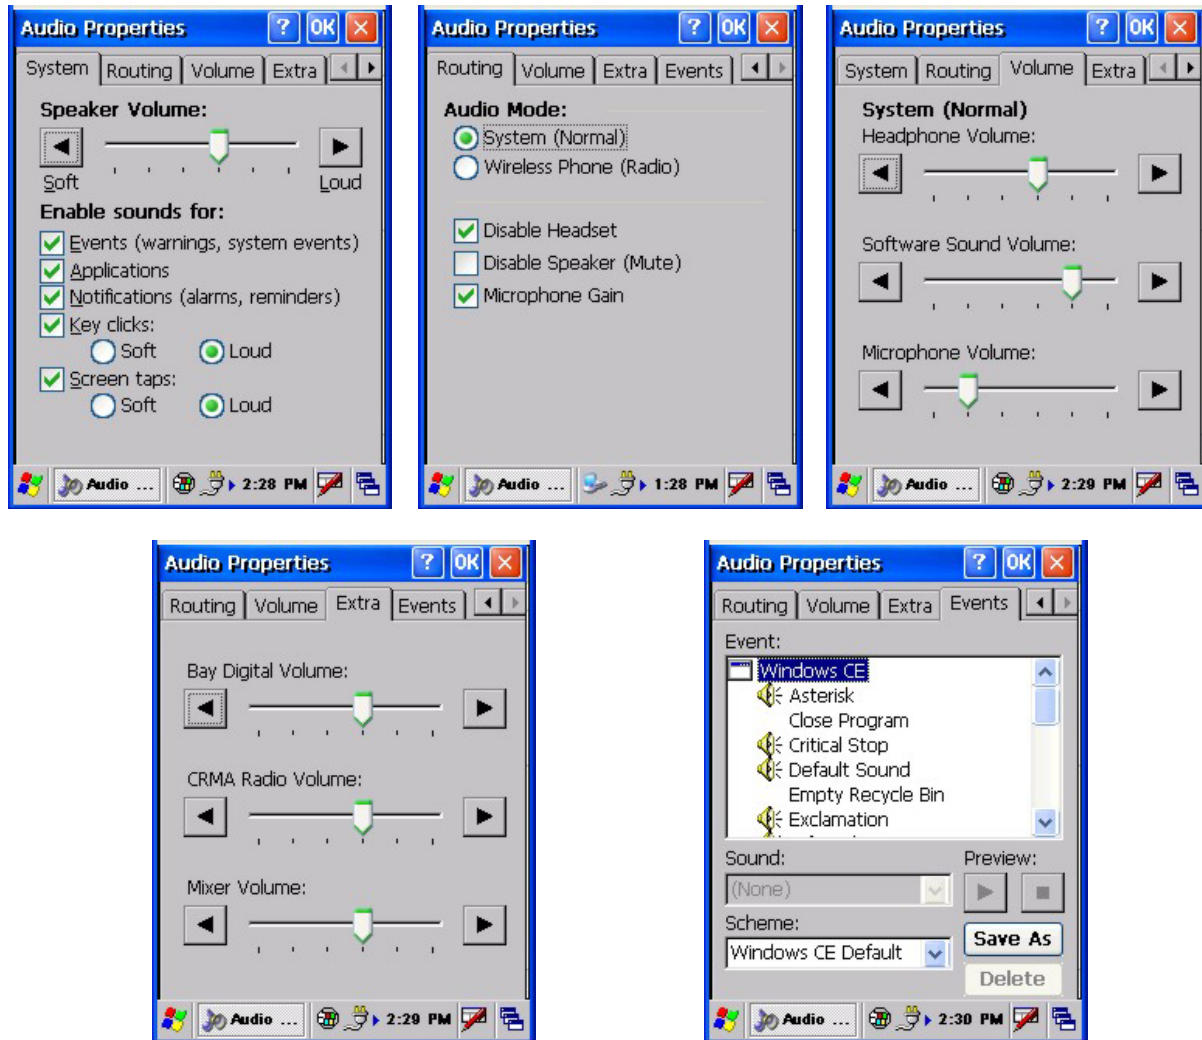 Audio Properties ? OK
System Routing Volume Extra
Speaker Volume:
Soft Loud
Enable sounds for:
Events (warnings, system events)
Applications
Notifications (alarms, reminders)
Key clicks:
Soft Loud
Screen taps:
Soft Loud
Audio ... 2:28 PM
Audio Properties ? OK
Routing Volume Extra Events
Audio Mode:
System (Normal)
Wireless Phone (Radio)
Disable Headset
Disable Speaker (Mute)
Microphone Gain
Audio ... 1:28 PM
Audio Properties ? OK
System Routing Volume Extra
System (Normal)
Headphone Volume:
Software Sound Volume:
Microphone Volume:
Audio ... 2:29 PM
Audio Properties ? OK
Routing Volume Extra Events
Bay Digital Volume:
CRMA Radio Volume:
Mixer Volume:
Audio ... 2:29 PM
Audio Properties ? OK
Routing Volume Extra Events
Event:
Windows CE
Asterisk
Close Program
Critical Stop
Default Sound
Empty Recycle Bin
Exclamation
Sound: Preview:
(None)
Scheme:
Windows CE Default Save As
Delete
Audio ... 2:30 PM